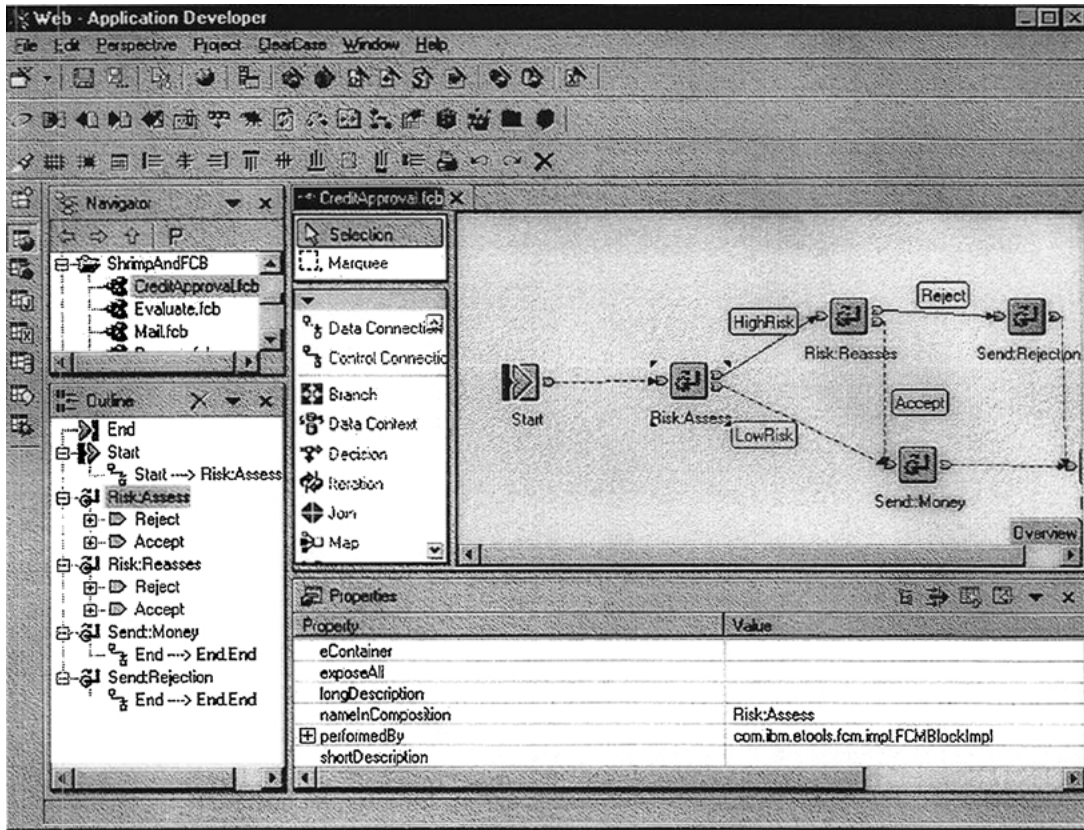 Web - Application Developer
File Edit Perspective Project ClearCase Window Help
Navigator
P
ShrimpAndFCB
CreditApproval.fcb
Evaluate.fcb
Mail.fcb
Outline
End
Start
Start ---> Risk:Assess
Risk:Assess
Reject
Accept
Risk:Reasses
Reject
Accept
Send::Money
End ---> End.End
Send:Rejection
End ---> End.End
CreditApproval.fcb
Selection
Marquee
Data Connection
Control Connectic
Branch
Data Context
Decision
Iteration
Join
Map
Start
Risk:Assess
HighRisk
LowRisk
Risk:Reasses
Reject
Accept
Send:Rejection
Send::Money
Overview
Properties
Property Value
eContainer
exposeAll
longDescription
nameInComposition Risk:Assess
performedBy com.ibm.etools.fcm.impl.FCMBlockImpl
shortDescription